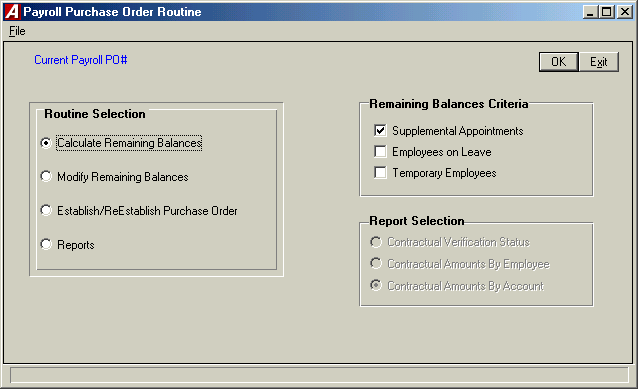 A Payroll Purchase Order Routine
File
Current Payroll PO#
OK Exit
Routine Selection
Calculate Remaining Balances
Modify Remaining Balances
Establish/ReEstablish Purchase Order
Reports
Remaining Balances Criteria
Supplemental Appointments
Employees on Leave
Temporary Employees
Report Selection
Contractual Verification Status
Contractual Amounts By Employee
Contractual Amounts By Account